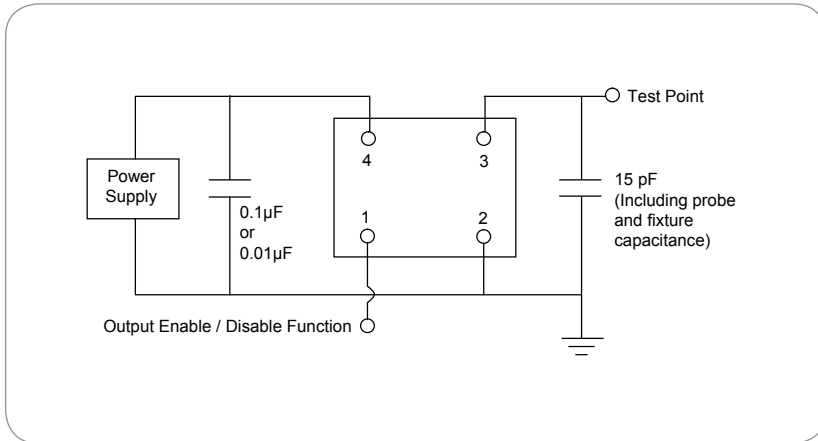 Test Point
4
3
Power
Supply
0.1µF
or
0.01µF
1
2
15 pF
(Including probe
and fixture
capacitance)
Output Enable / Disable Function